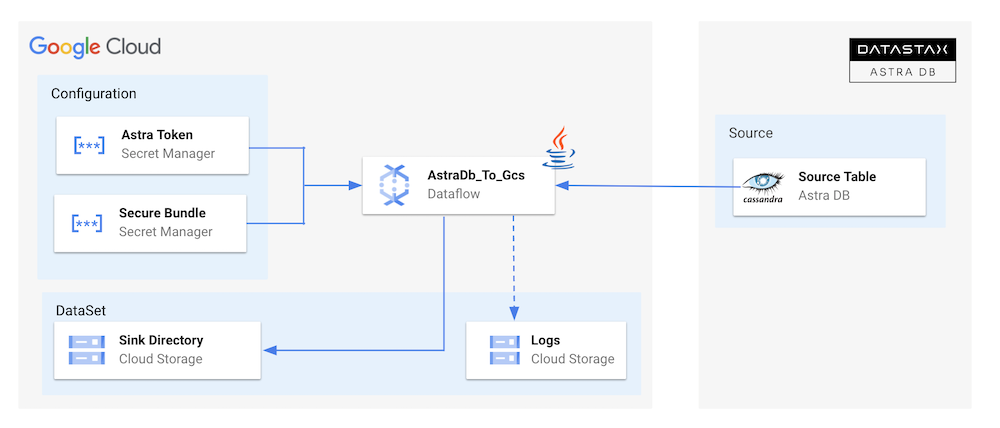 Google Cloud
DATASTAX
ASTRA DB
Configuration
Astra Token
Secret Manager
Secure Bundle
Secret Manager
AstraDb_To_Gcs
Dataflow
Source
Source Table
Astra DB
cassandra
DataSet
Sink Directory
Cloud Storage
Logs
Cloud Storage
[***]
[***]